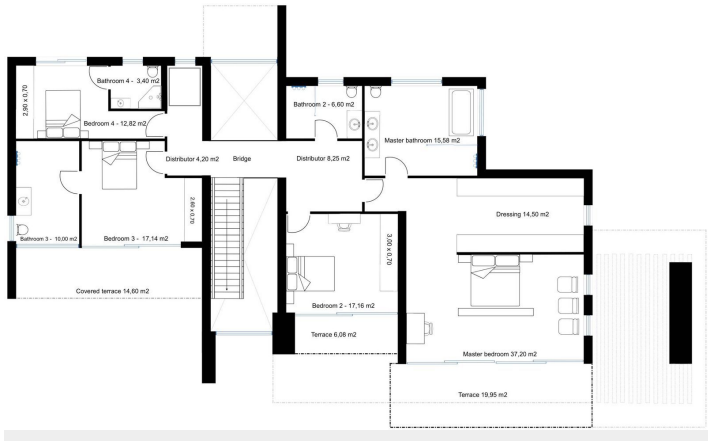 Bathroom 4 - 3,40 m2
2,90 x 0,70
Bathroom 2 - 6,60 m2
Bedroom 4 - 12,82 m2
Master bathroom 15,58 m2
Distributor 4,20 m2
Bridge
Distributor 8,25 m2
2,60 x 0,70
Dressing 14,50 m2
Bathroom 3 - 10,00 m2
Bedroom 3 - 17,14 m2
3,00 x 0,70
Covered terrace 14,60 m2
Bedroom 2 - 17,16 m2
Terrace 6,08 m2
Master bedroom 37,20 m2
Terrace 19,95 m2